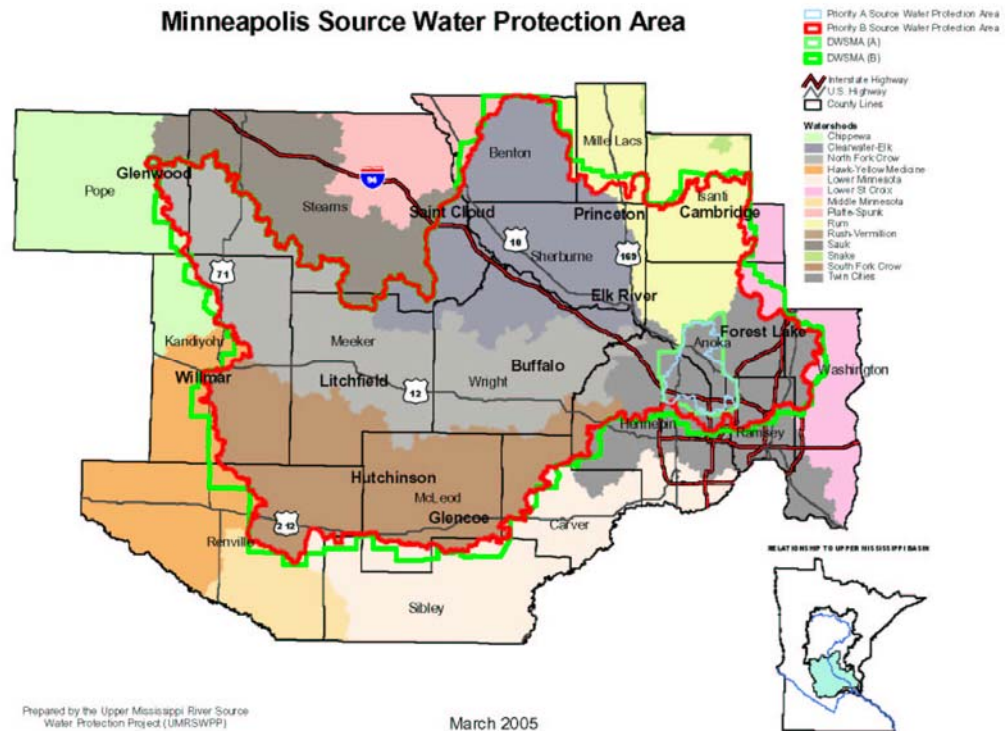 Minneapolis Source Water Protection Area
Priority A Source Water Protection Area
Priority B Source Water Protection Area
DWSMA (A)
DWSMA (B)
Interstate Highway
U.S. Highway
County Lines
Watersheds
Chippewa
Clearwater-Elk
North Fork Crow
Hawk-Yellow Medicine
Lower Minnesota
Lower St Croix
Middle Minnesota
Platte-Spunk
Rum
Rush-Vermillion
Sauk
Snake
South Fork Crow
Twin Cities
Mille Lacs
Benton
Glenwood
Pope
94
Isanti
Stearns
Saint Cloud
Princeton
Cambridge
10
169
Sherburne
71
Elk River
Forest Lake
Anoka
Kandiyohi
Meeker
Buffalo
Washington
Willmar
Litchfield
Wright
12
Hennepin
Ramsey
Hutchinson
McLeod
Glencoe
212
Carver
Renville
Sibley
RELATIONSHIP TO UPPER MISSISSIPPI BASIN
Prepared by the Upper Mississippi River Source
Water Protection Project (UMRSWPP)
March 2005